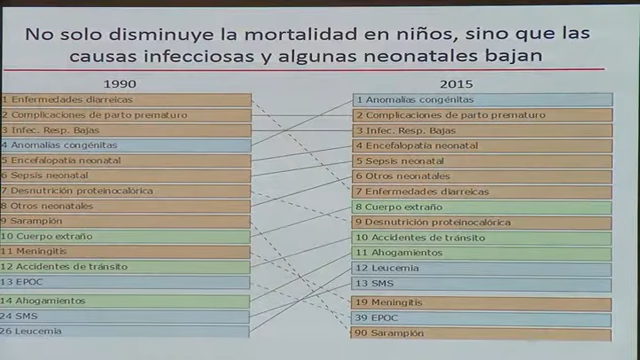 No solo disminuye la mortalidad en niños, sino que las
causas infecciosas y algunas neonatales bajan
1990
1 Enfermedades diarreicas
2 Complicaciones de parto prematuro
3 Infec. Resp. Bajas
4 Anomalías congénitas
5 Encefalopatía neonatal
6 Sepsis neonatal
7 Desnutrición proteinocalórica
8 Otros neonatales
9 Sarampión
10 Cuerpo extraño
11 Meningitis
12 Accidentes de tránsito
13 EPOC
14 Ahogamientos
24 SMS
26 Leucemia
2015
1 Anomalías congénitas
2 Complicaciones de parto prematuro
3 Infec. Resp. Bajas
4 Encefalopatía neonatal
5 Sepsis neonatal
6 Otros neonatales
7 Enfermedades diarreicas
8 Cuerpo extraño
9 Desnutrición proteinocalórica
10 Accidentes de tránsito
11 Ahogamientos
12 Leucemia
13 SMS
19 Meningitis
39 EPOC
90 Sarampión